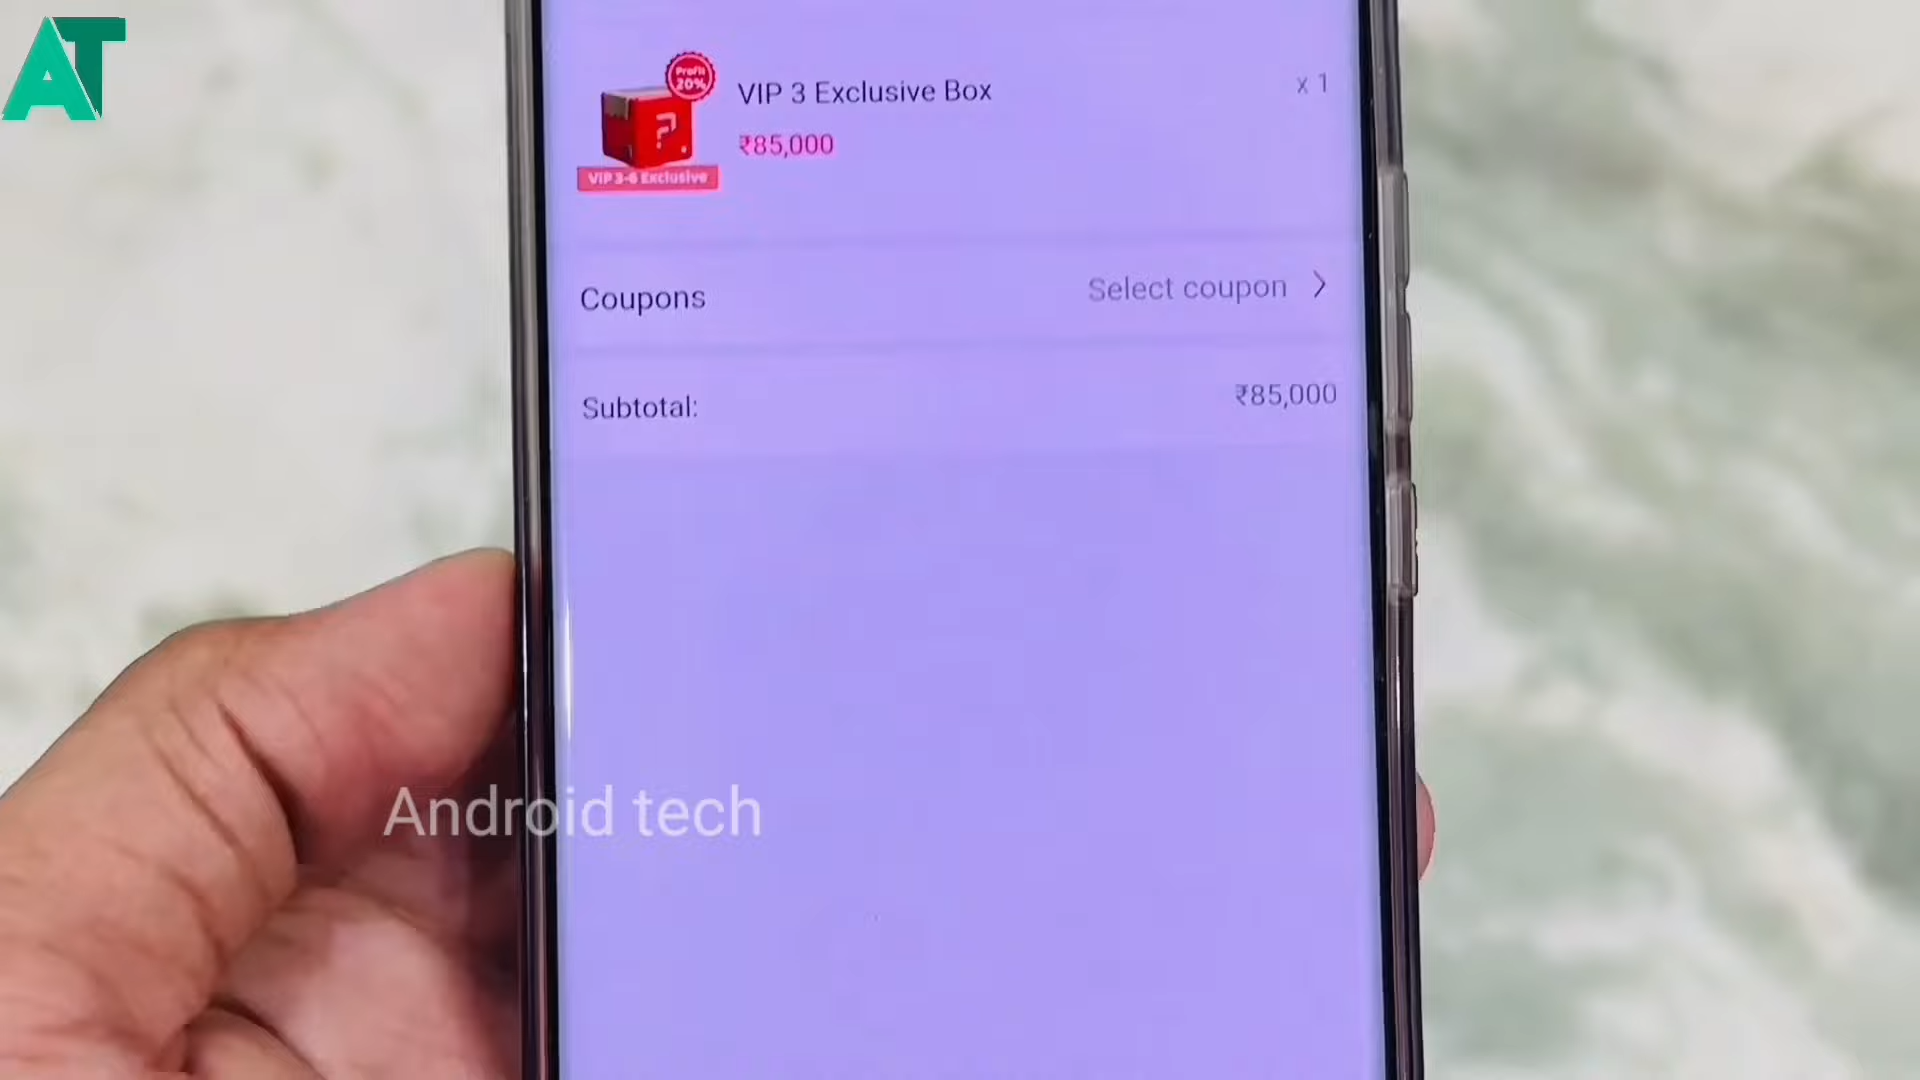 AT
Profit
20%
VIP 3 Exclusive Box
x 1
₹85,000
?
VIP 3-6 Exclusive
Coupons
Select coupon >
Subtotal:
₹85,000
Android tech